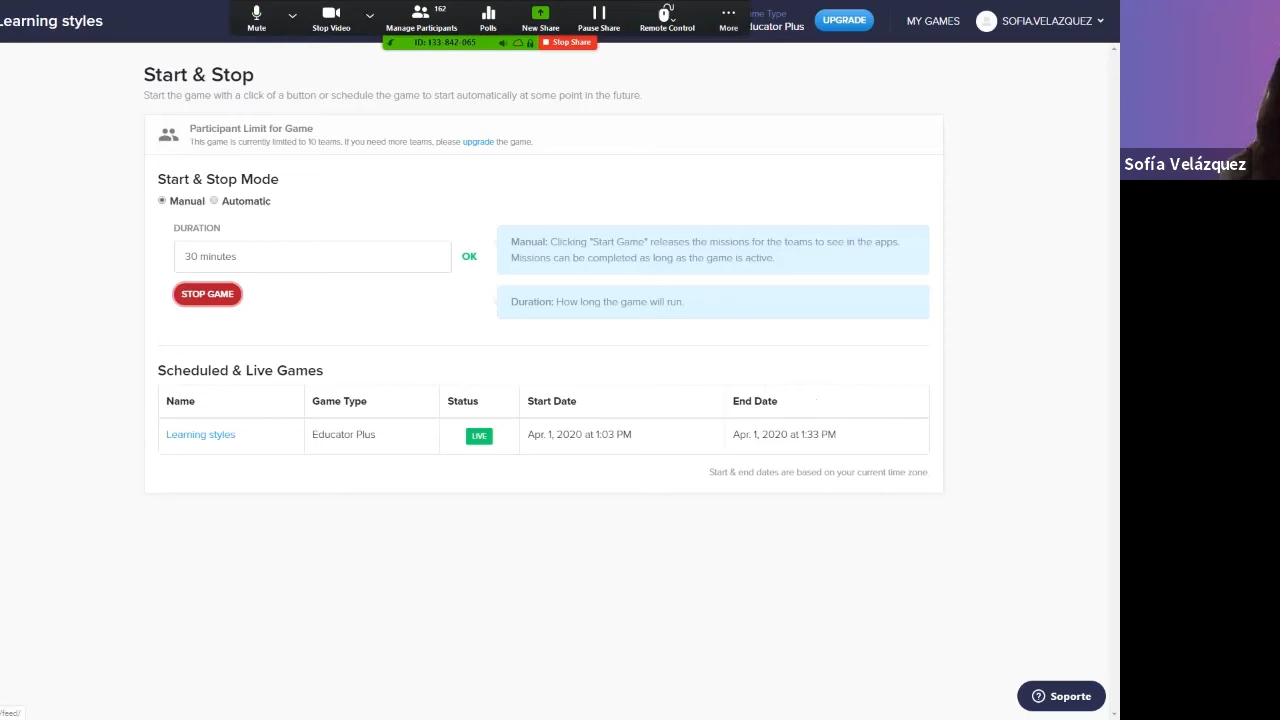 Learning styles
Mute
Stop Video
162
Manage Participants
Polls
New Share
Pause Share
Remote Control
More
me Type
Educator Plus
UPGRADE
MY GAMES
SOFIA.VELAZQUEZ
ID: 133-842-065
Stop Share
Start & Stop
Start the game with a click of a button or schedule the game to start automatically at some point in the future.
Participant Limit for Game
This game is currently limited to 10 teams. If you need more teams, please upgrade the game.
Sofía Velázquez
Start & Stop Mode
Manual Automatic
DURATION
30 minutes
OK
STOP GAME
Manual: Clicking "Start Game" releases the missions for the teams to see in the apps.
Missions can be completed as long as the game is active.
Duration: How long the game will run.
Scheduled & Live Games
Name Game Type Status Start Date End Date
Learning styles Educator Plus LIVE Apr. 1, 2020 at 1:03 PM Apr. 1, 2020 at 1:33 PM
Start & end dates are based on your current time zone
Soporte
/feed/